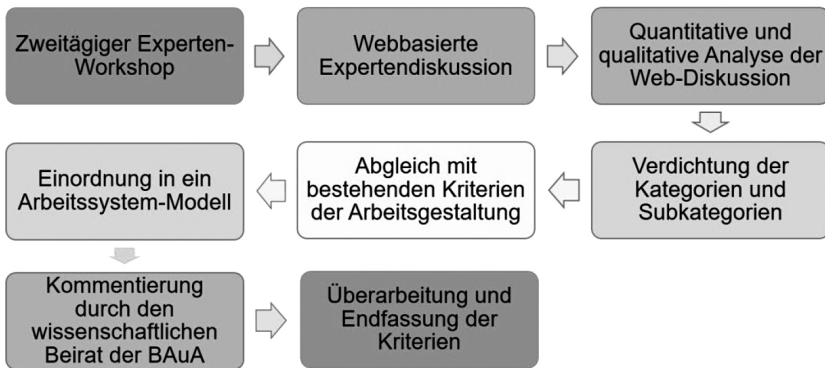 Zweitägiger Experten-
Workshop
Webbasierte
Expertendiskussion
Quantitative und
qualitative Analyse der
Web-Diskussion
Verdichtung der
Kategorien und
Subkategorien
Abgleich mit
bestehenden Kriterien
der Arbeitsgestaltung
Einordnung in ein
Arbeitssystem-Modell
Kommentierung
durch den
wissenschaftlichen
Beirat der BAuA
Überarbeitung und
Endfassung der
Kriterien